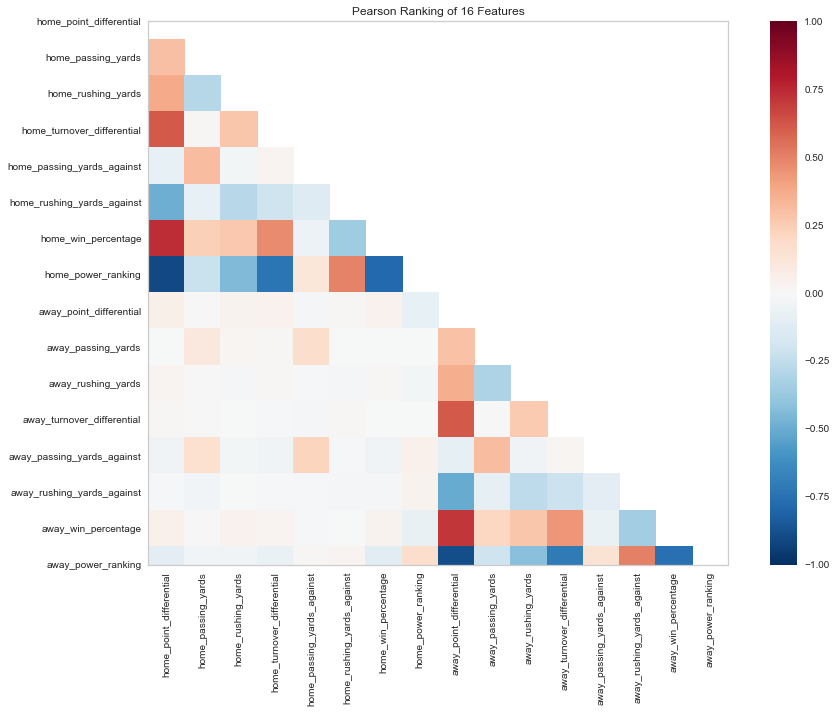 Pearson Ranking of 16 Features
home_point_differential
home_passing_yards
home_rushing_yards
home_turnover_differential
home_passing_yards_against
home_rushing_yards_against
home_win_percentage
home_power_ranking
away_point_differential
away_passing_yards
away_rushing_yards
away_turnover_differential
away_passing_yards_against
away_rushing_yards_against
away_win_percentage
away_power_ranking
home_point_differential
home_passing_yards
home_rushing_yards
home_turnover_differential
home_passing_yards_against
home_rushing_yards_against
home_win_percentage
home_power_ranking
away_point_differential
away_passing_yards
away_rushing_yards
away_turnover_differential
away_passing_yards_against
away_rushing_yards_against
away_win_percentage
away_power_ranking
1.00
0.75
0.50
0.25
0.00
−0.25
−0.50
−0.75
−1.00